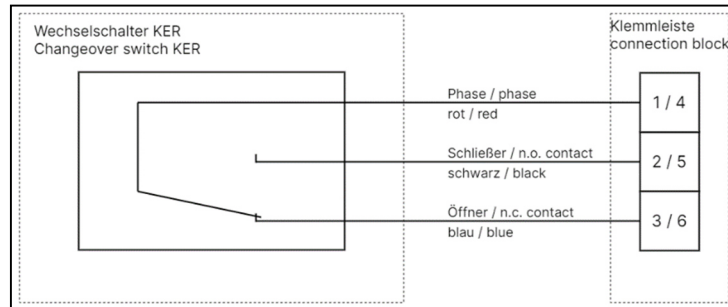 Wechselschalter KER
Changeover switch KER
Klemmleiste
connection block
Phase / phase
rot / red
1 / 4
Schließer / n.o. contact
schwarz / black
2 / 5
Öffner / n.c. contact
blau / blue
3 / 6